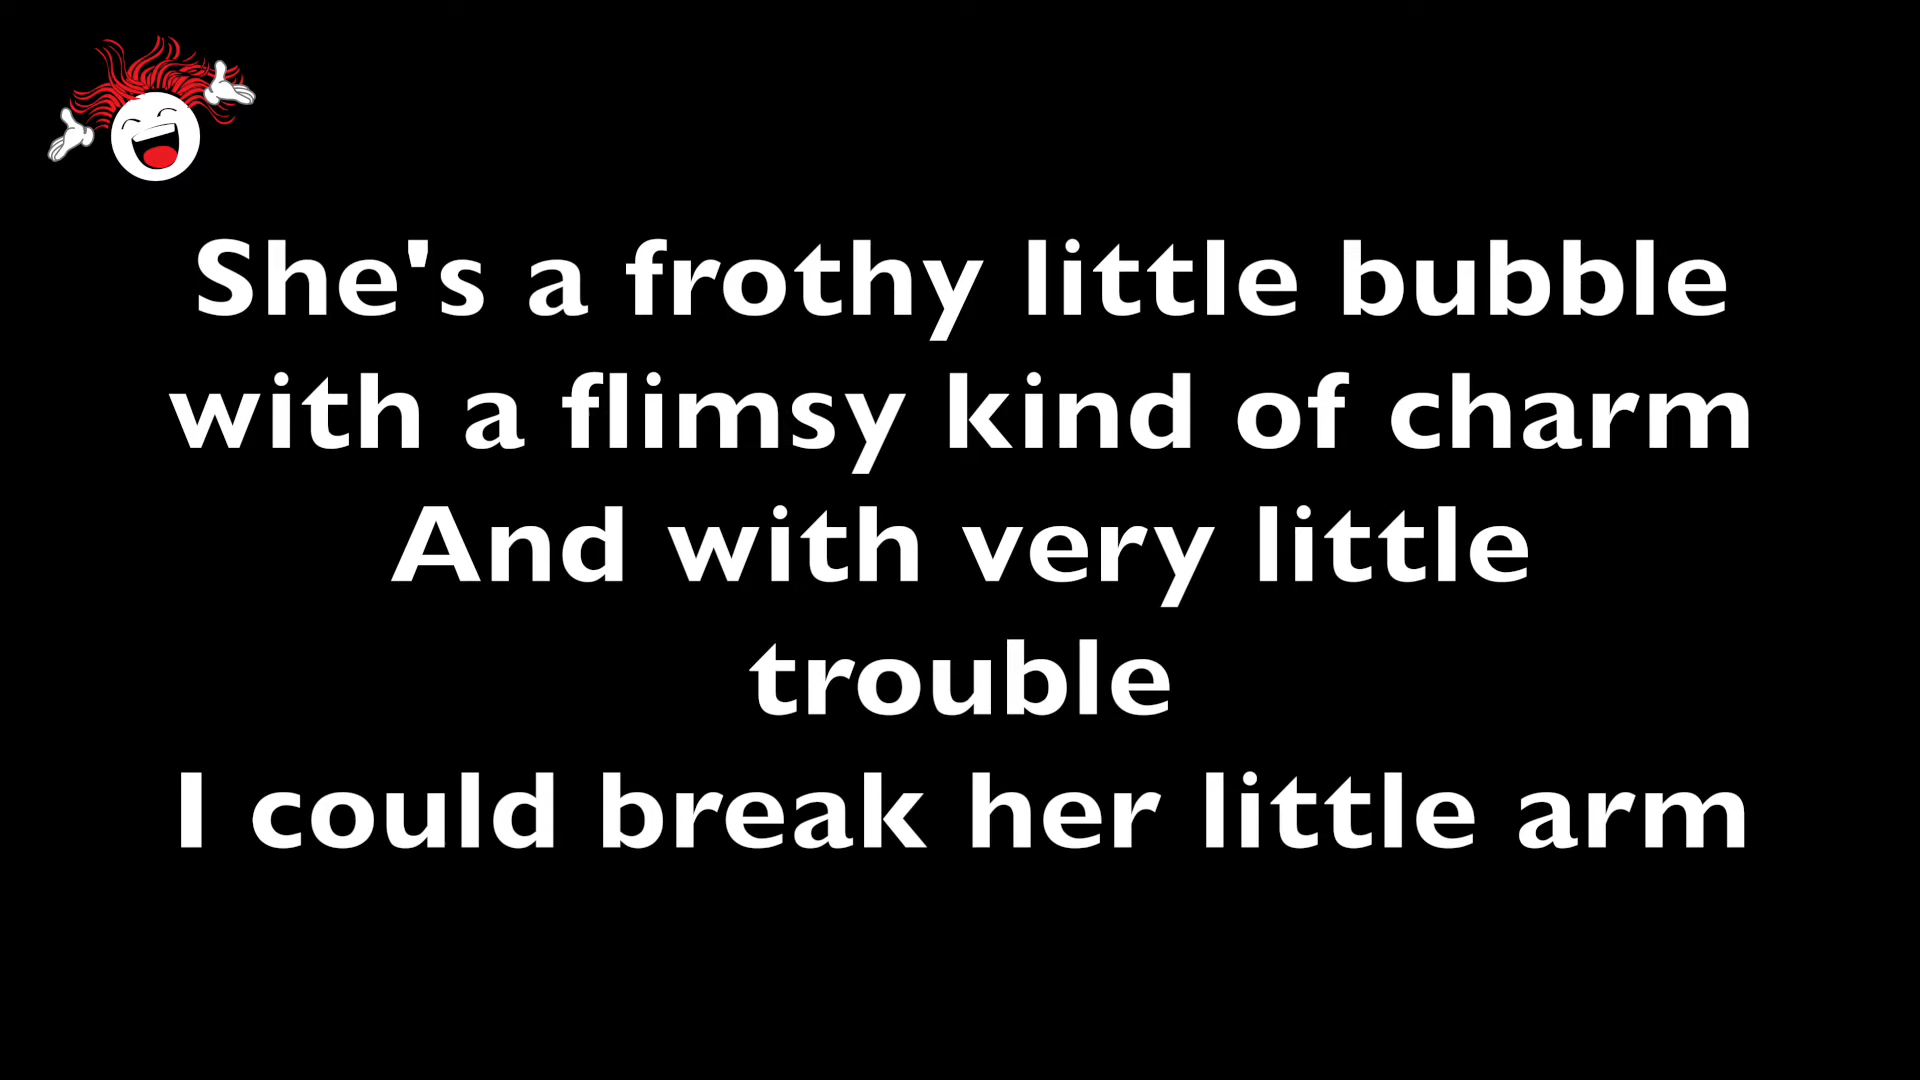 She's a frothy little bubble
with a flimsy kind of charm
And with very little
trouble
I could break her little arm